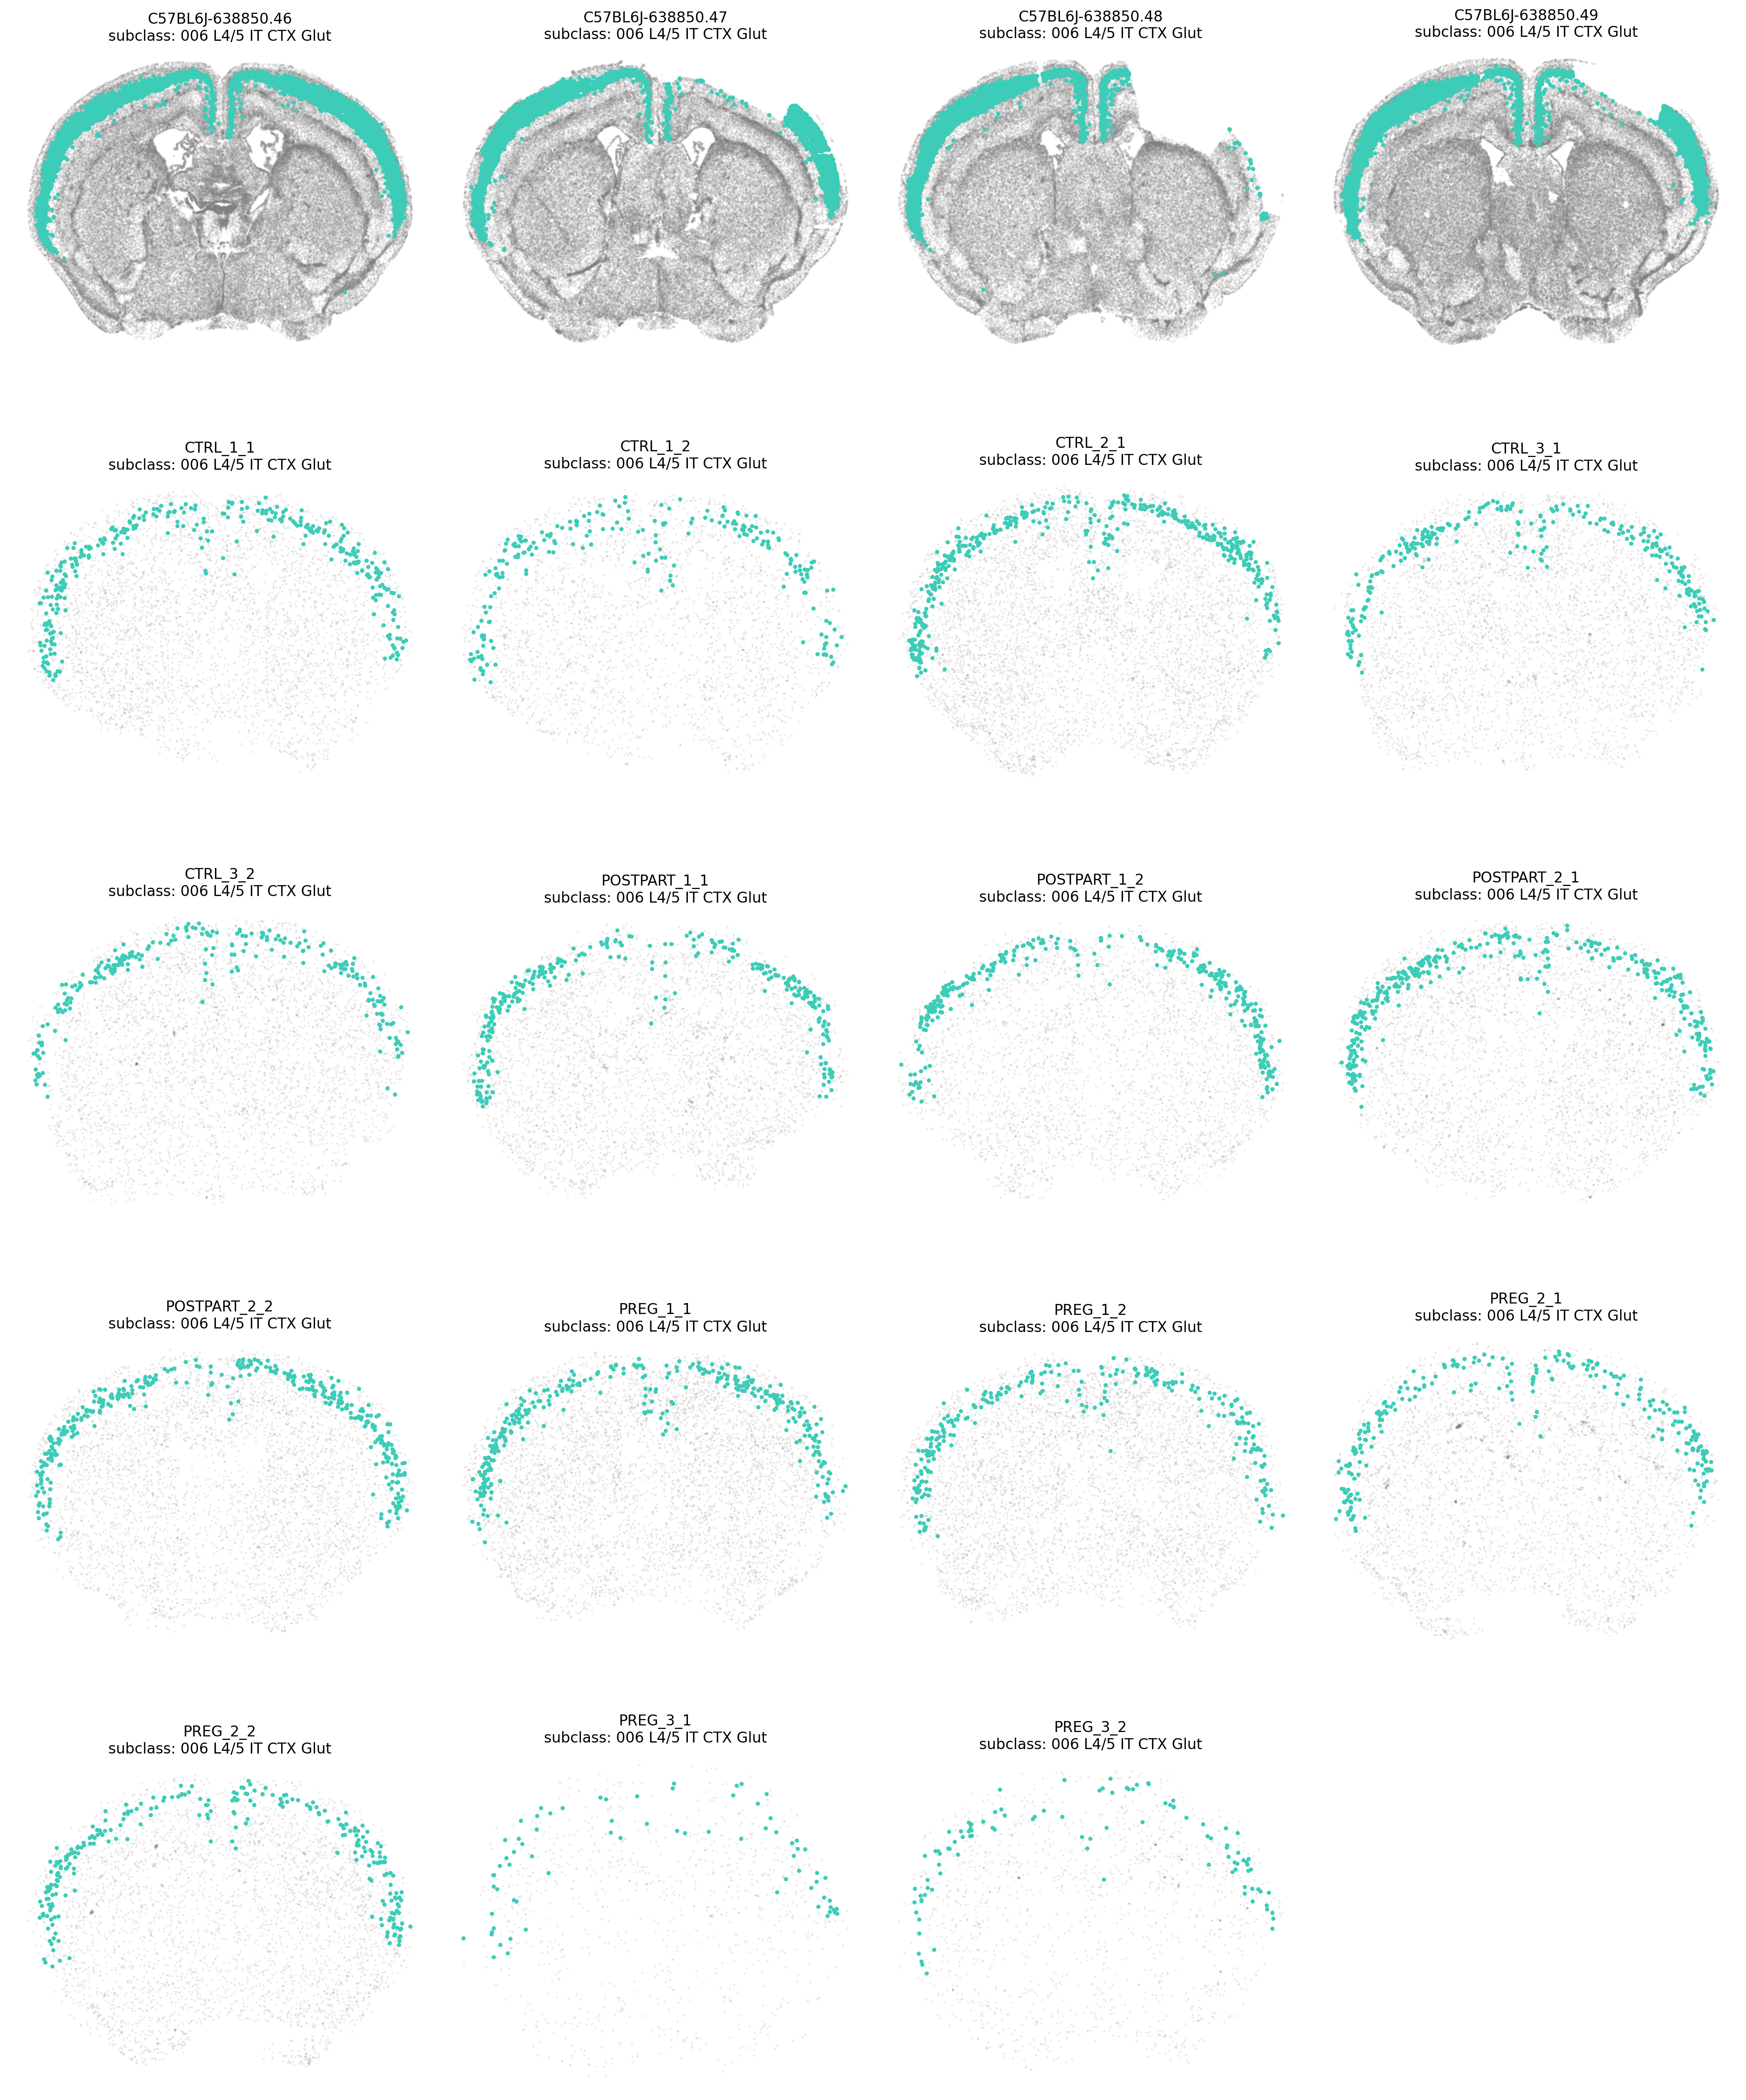 C57BL6J-638850.46
subclass: 006 L4/5 IT CTX Glut
C57BL6J-638850.47
subclass: 006 L4/5 IT CTX Glut
C57BL6J-638850.48
subclass: 006 L4/5 IT CTX Glut
C57BL6J-638850.49
subclass: 006 L4/5 IT CTX Glut
CTRL_1_1
subclass: 006 L4/5 IT CTX Glut
CTRL_1_2
subclass: 006 L4/5 IT CTX Glut
CTRL_2_1
subclass: 006 L4/5 IT CTX Glut
CTRL_3_1
subclass: 006 L4/5 IT CTX Glut
CTRL_3_2
subclass: 006 L4/5 IT CTX Glut
POSTPART_1_1
subclass: 006 L4/5 IT CTX Glut
POSTPART_1_2
subclass: 006 L4/5 IT CTX Glut
POSTPART_2_1
subclass: 006 L4/5 IT CTX Glut
POSTPART_2_2
subclass: 006 L4/5 IT CTX Glut
PREG_1_1
subclass: 006 L4/5 IT CTX Glut
PREG_1_2
subclass: 006 L4/5 IT CTX Glut
PREG_2_1
subclass: 006 L4/5 IT CTX Glut
PREG_2_2
subclass: 006 L4/5 IT CTX Glut
PREG_3_1
subclass: 006 L4/5 IT CTX Glut
PREG_3_2
subclass: 006 L4/5 IT CTX Glut